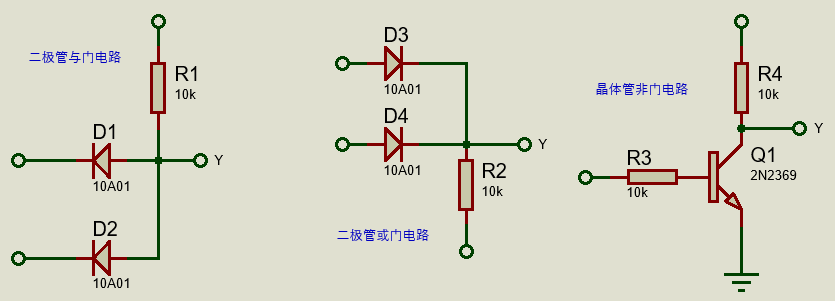 二极管与门电路
R1
10k
D1
10A01
Y
D2
10A01
D3
10A01
D4
10A01
Y
R2
10k
二极管或门电路
晶体管非门电路
R4
10k
Y
R3
10k
Q1
2N2369